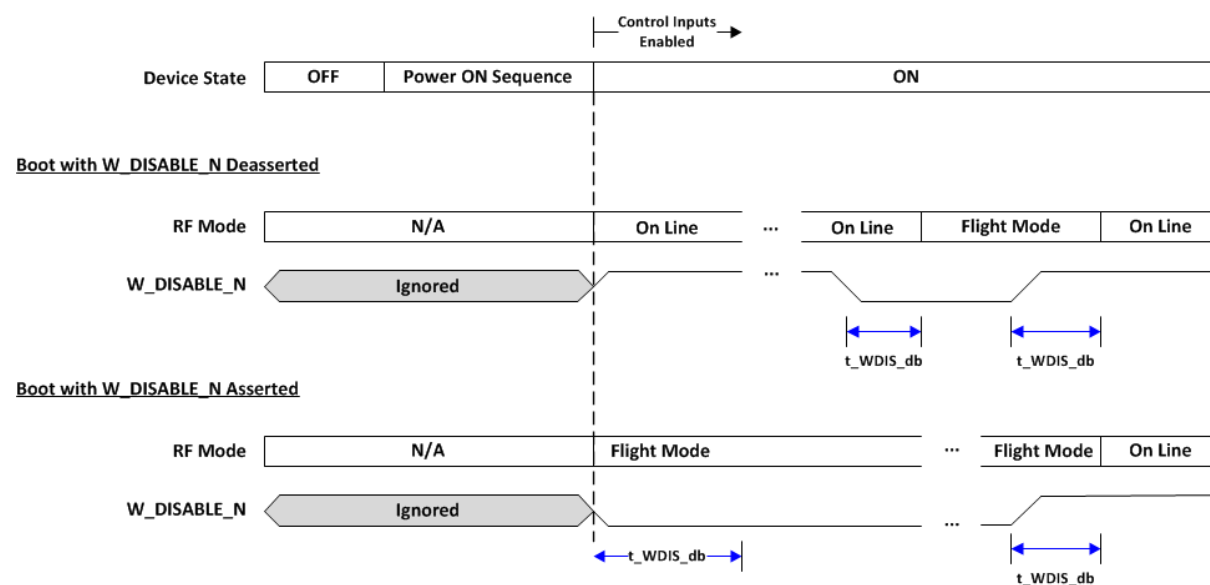 Control Inputs
Enabled
Device State OFF Power ON Sequence ON
Boot with W_DISABLE_N Deasserted
RF Mode N/A On Line ... On Line Flight Mode On Line
W_DISABLE_N Ignored ...
t_WDIS_db t_WDIS_db
Boot with W_DISABLE_N Asserted
RF Mode N/A Flight Mode ... Flight Mode On Line
W_DISABLE_N Ignored ...
t_WDIS_db
t_WDIS_db